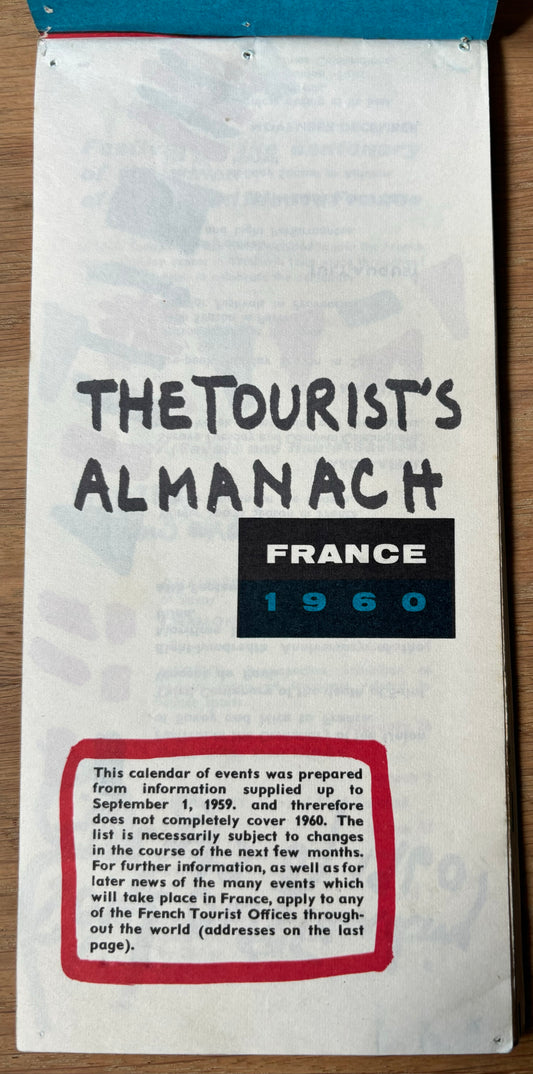 THE TOURIST'S
ALMANACH
FRANCE
1960
This calendar of events was prepared
from information supplied up to
September 1, 1959. and threrefore
does not completely cover 1960. The
list is necessarily subject to changes
in the course of the next few months.
For further information, as well as for
later news of the many events which
will take place in France, apply to any
of the French Tourist Offices through-
out the world (addresses on the last
page).